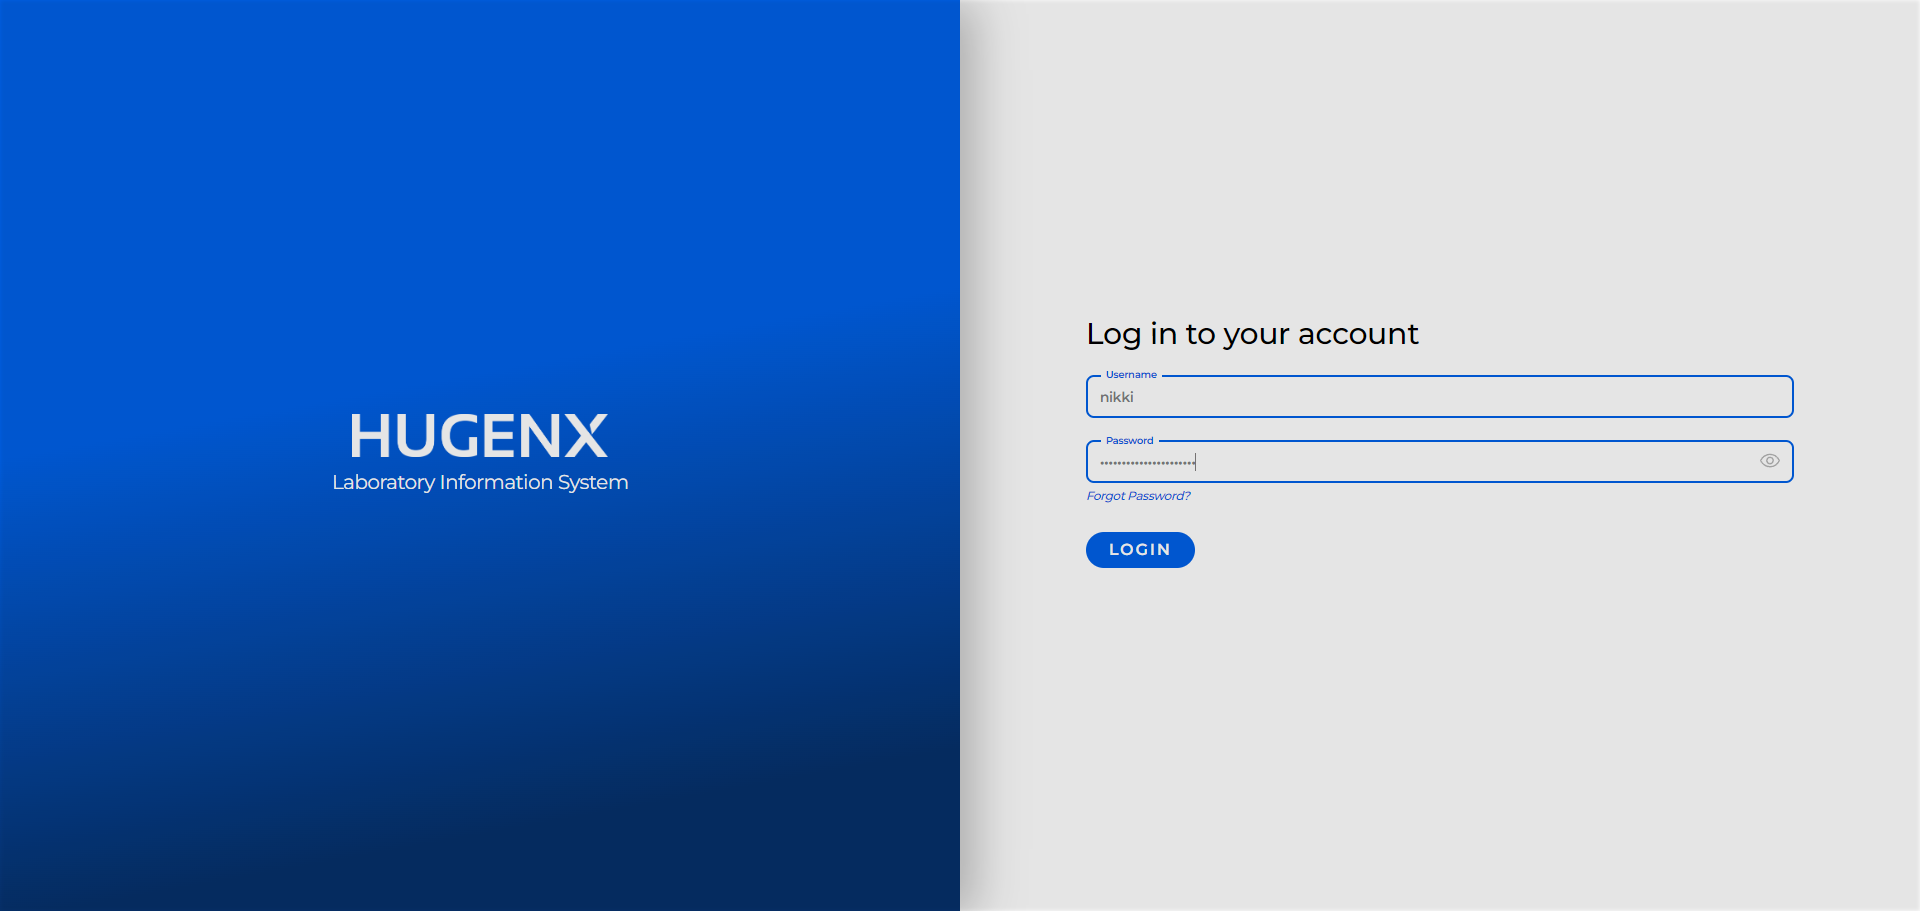 HUGENX
Laboratory Information System
Log in to your account
Username
nikki
Password
Forgot Password?
LOGIN